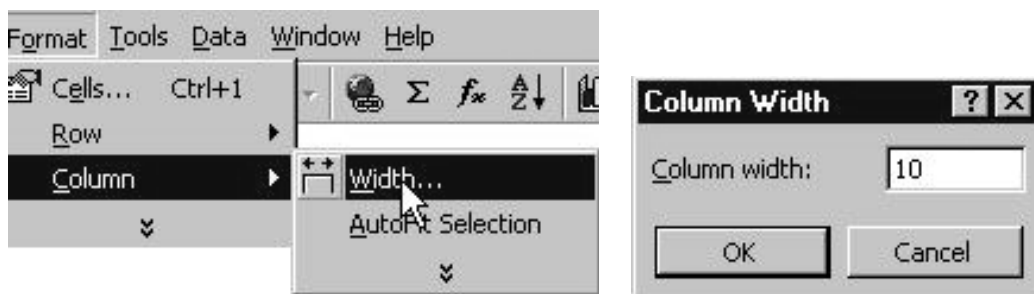 Format Tools Data Window Help
Cells... Ctrl+1
Row
Column
Width...
AutoFit Selection
Column Width
Column width: 10
OK Cancel